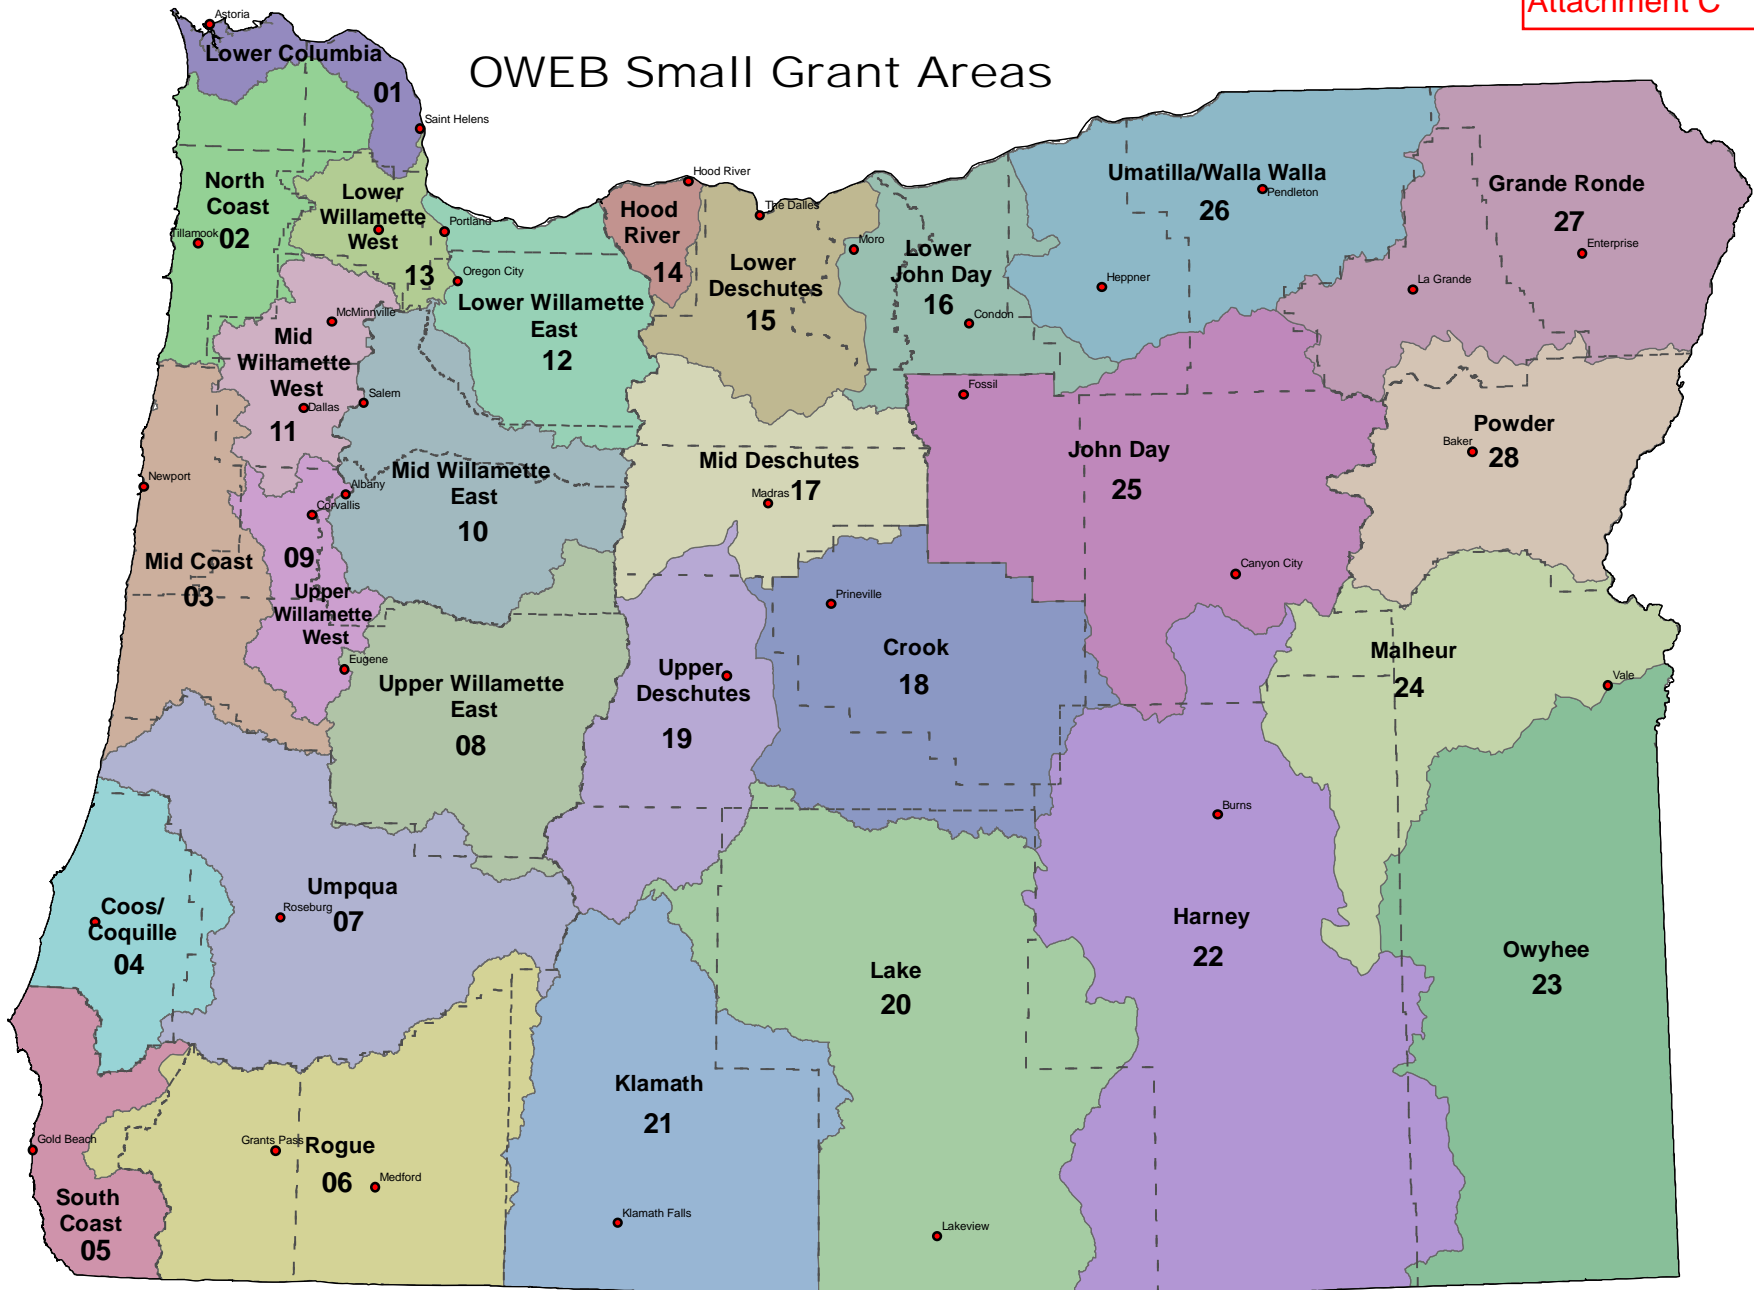 Attachment C
OWEB Small Grant Areas
Astoria
Lower Columbia
01
Saint Helens
North
Coast
02
Tillamook
Lower
Willamette
West
13
Portland
Oregon City
Hood River
Hood
River
14
The Dalles
Lower
Deschutes
15
Moro
Lower
John Day
16
Condon
Umatilla/Walla Walla
26
Pendleton
Heppner
Grande Ronde
27
Enterprise
La Grande
Lower Willamette
East
12
McMinnville
Mid
Willamette
West
Dallas
11
Salem
Fossil
John Day
25
Canyon City
Powder
Baker
28
Newport
Mid Coast
03
Albany
Corvallis
09
Upper
Willamette
West
Eugene
Mid Willamette
East
10
Mid Deschutes
Madras
17
Prineville
Crook
18
Upper
Deschutes
19
Upper Willamette
East
08
Malheur
24
Vale
Burns
Harney
22
Owyhee
23
Umpqua
Roseburg
07
Coos/
Coquille
04
Lake
20
Lakeview
Klamath
21
Klamath Falls
Gold Beach
South
Coast
05
Grants Pass
Rogue
06
Medford